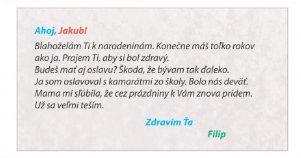 Ahoj, Jakub!
Blahoželám Ti k narodeninám. Konečne máš toľko rokov
ako ja. Prajem Ti, aby si bol zdravý.
Budeš mať aj oslavu? Škoda, že bývam tak ďaleko.
Ja som oslavoval s kamarátmi zo školy. Bolo nás deväť.
Mama mi sľúbila, že cez prázdniny k Vám znova prídem.
Už sa veľmi teším.
Zdravím Ťa
Filip